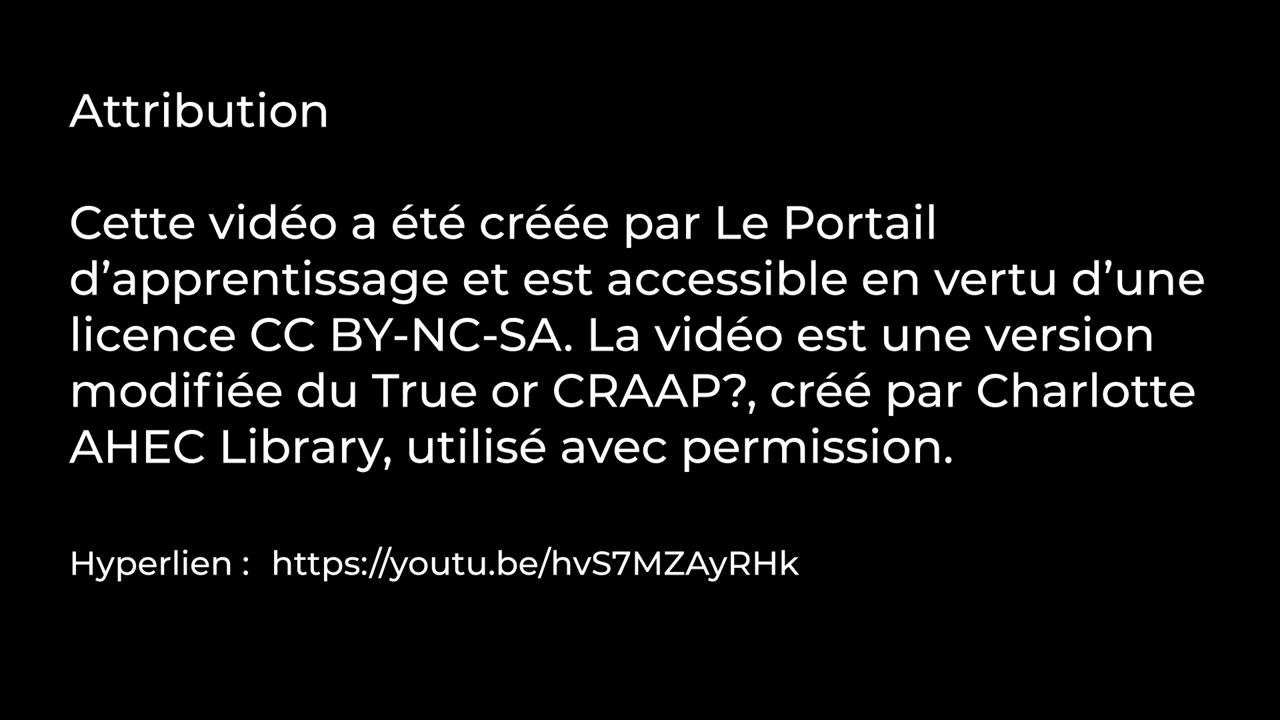 Attribution
Cette vidéo a été créée par Le Portail
d’apprentissage et est accessible en vertu d’une
licence CC BY-NC-SA. La vidéo est une version
modifiée du True or CRAAP?, créé par Charlotte
AHEC Library, utilisé avec permission.
Hyperlien : https://youtu.be/hvS7MZAyRHk